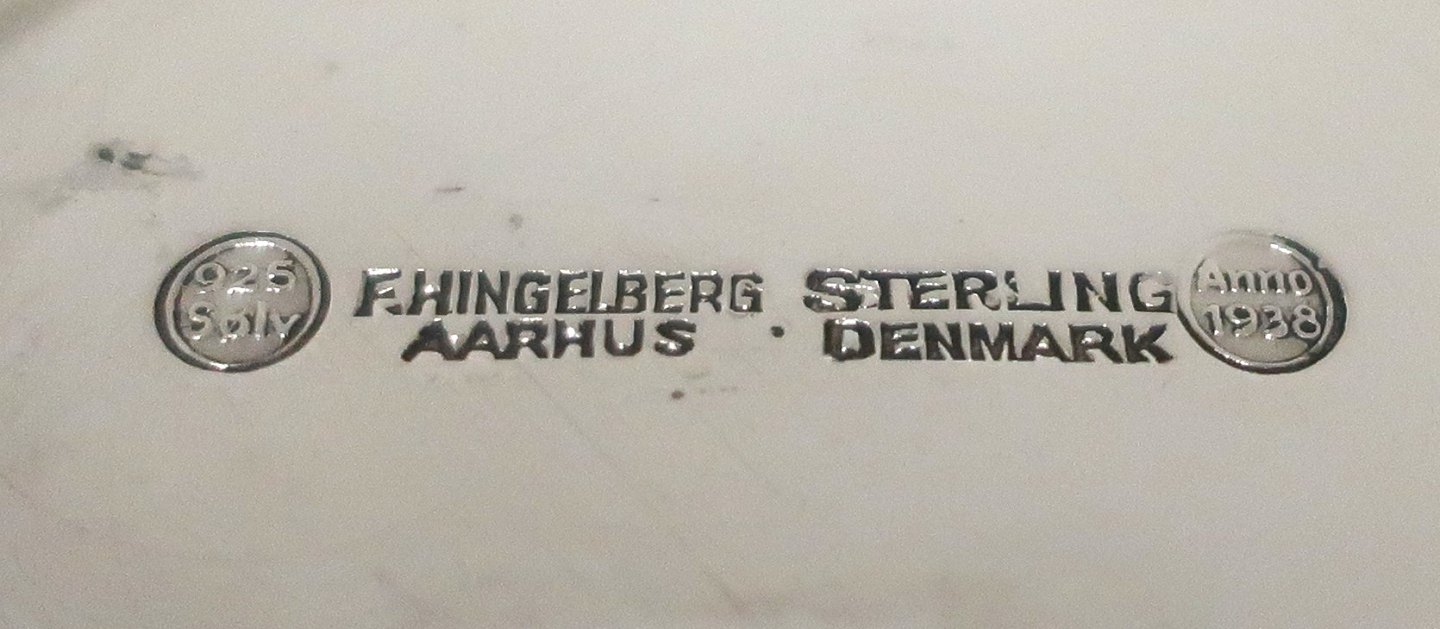 925
Sølv
F. HINGELBERG
AARHUS
STERLING
DENMARK
Anno
1938